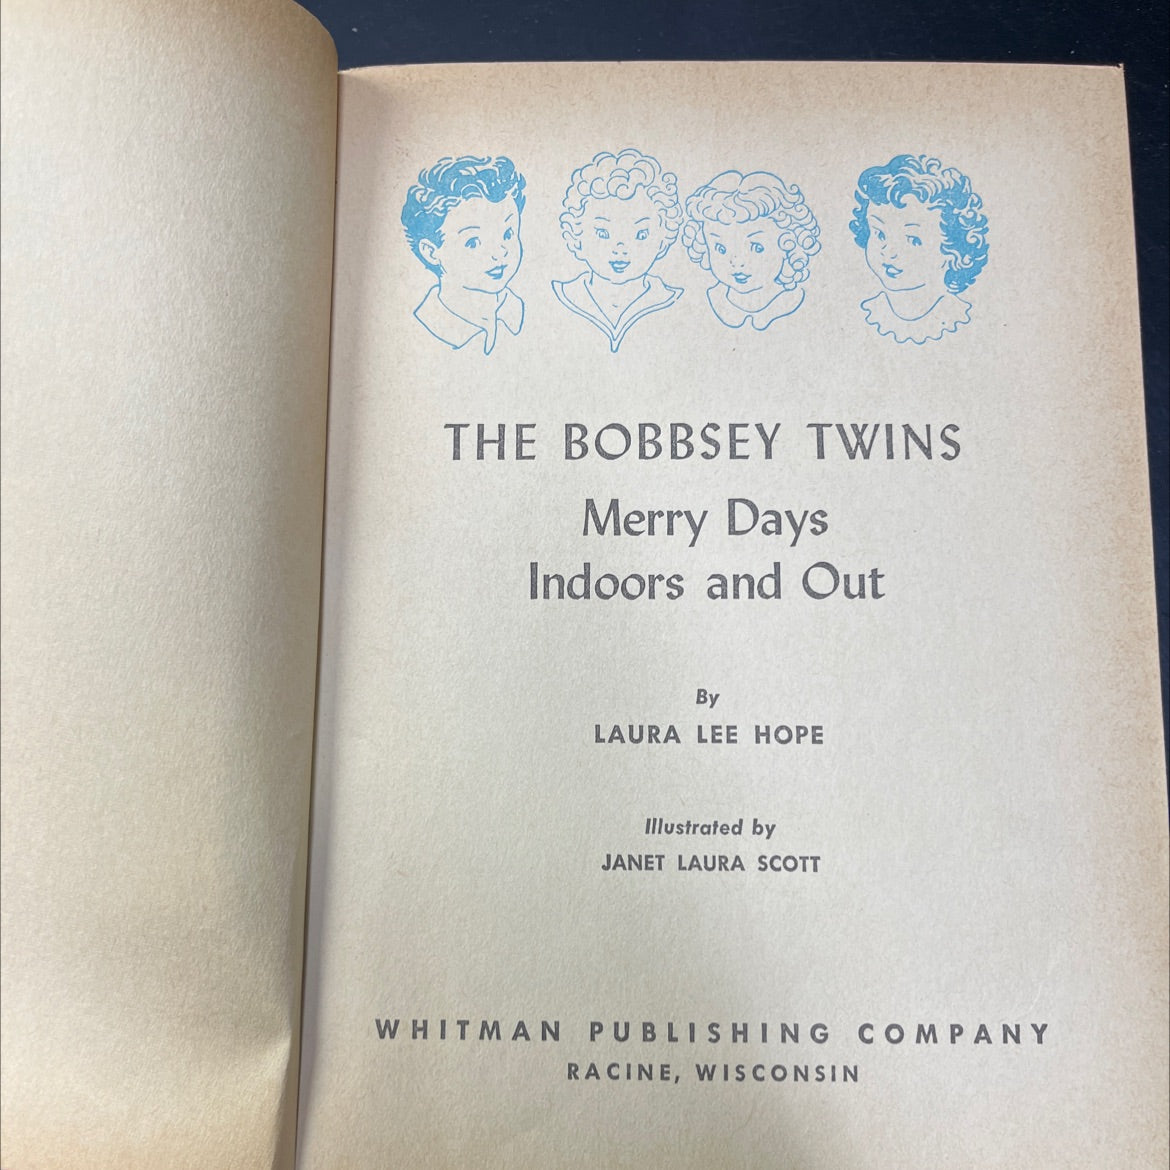 THE BOBBSEY TWINS
Merry Days
Indoors and Out
By
LAURA LEE HOPE
Illustrated by
JANET LAURA SCOTT
WHITMAN PUBLISHING COMPANY
RACINE, WISCONSIN